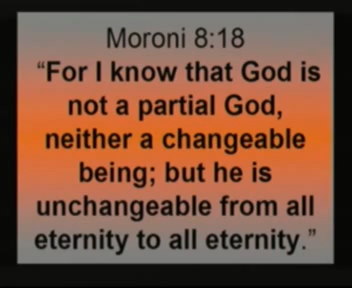 Moroni 8:18
“For I know that God is
not a partial God,
neither a changeable
being; but he is
unchangeable from all
eternity to all eternity.”